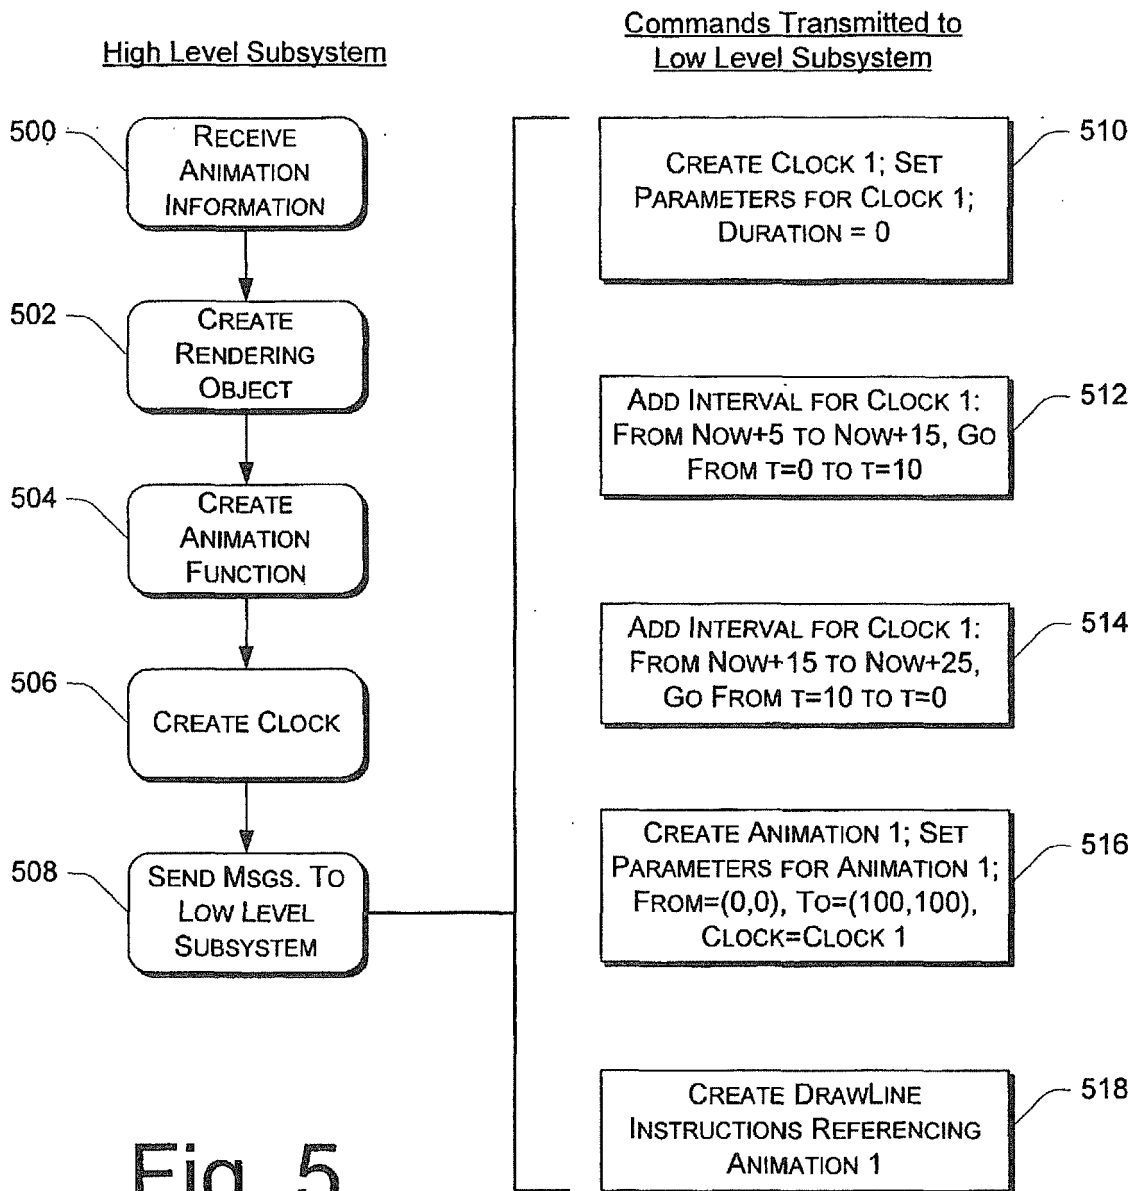 High Level Subsystem
500
RECEIVE
ANIMATION
INFORMATION
502
CREATE
RENDERING
OBJECT
504
CREATE
ANIMATION
FUNCTION
506
CREATE CLOCK
508
SEND MSGS. TO
LOW LEVEL
SUBSYSTEM
Commands Transmitted to
Low Level Subsystem
510
CREATE CLOCK 1; SET
PARAMETERS FOR CLOCK 1;
DURATION = 0
512
ADD INTERVAL FOR CLOCK 1:
FROM NOW+5 TO NOW+15, GO
FROM T=0 TO T=10
514
ADD INTERVAL FOR CLOCK 1:
FROM NOW+15 TO NOW+25,
GO FROM T=10 TO T=0
516
CREATE ANIMATION 1; SET
PARAMETERS FOR ANIMATION 1;
FROM=(0,0), TO=(100,100),
CLOCK=CLOCK 1
518
CREATE DRAWLINE
INSTRUCTIONS REFERENCING
ANIMATION 1
Fig. 5